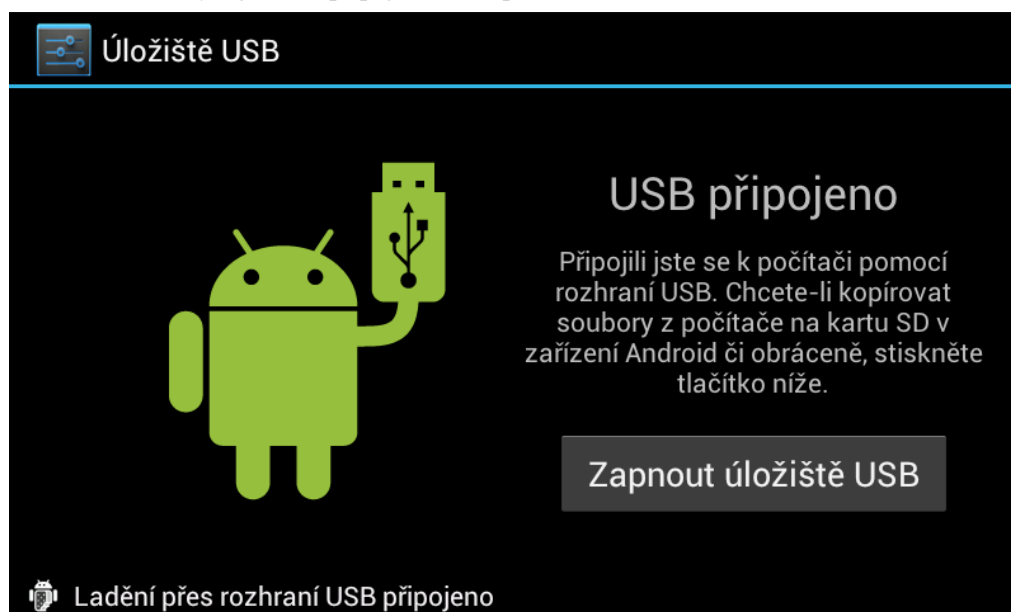 Úložiště USB
USB připojeno
Připojili jste se k počítači pomocí
rozhraní USB. Chcete-li kopírovat
soubory z počítače na kartu SD v
zařízení Android či obráceně, stiskněte
tlačítko níže.
Zapnout úložiště USB
Ladění přes rozhraní USB připojeno